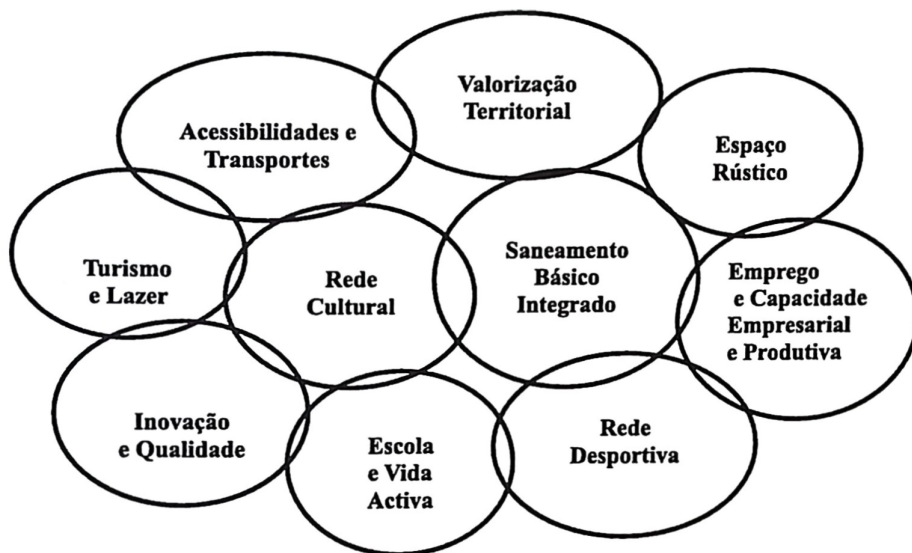 Valorização
Territorial
Acessibilidades e
Transportes
Espaço
Rústico
Turismo
e Lazer
Rede
Cultural
Saneamento
Básico
Integrado
Emprego
e Capacidade
Empresarial
e Produtiva
Inovação
e Qualidade
Escola
e Vida
Activa
Rede
Desportiva